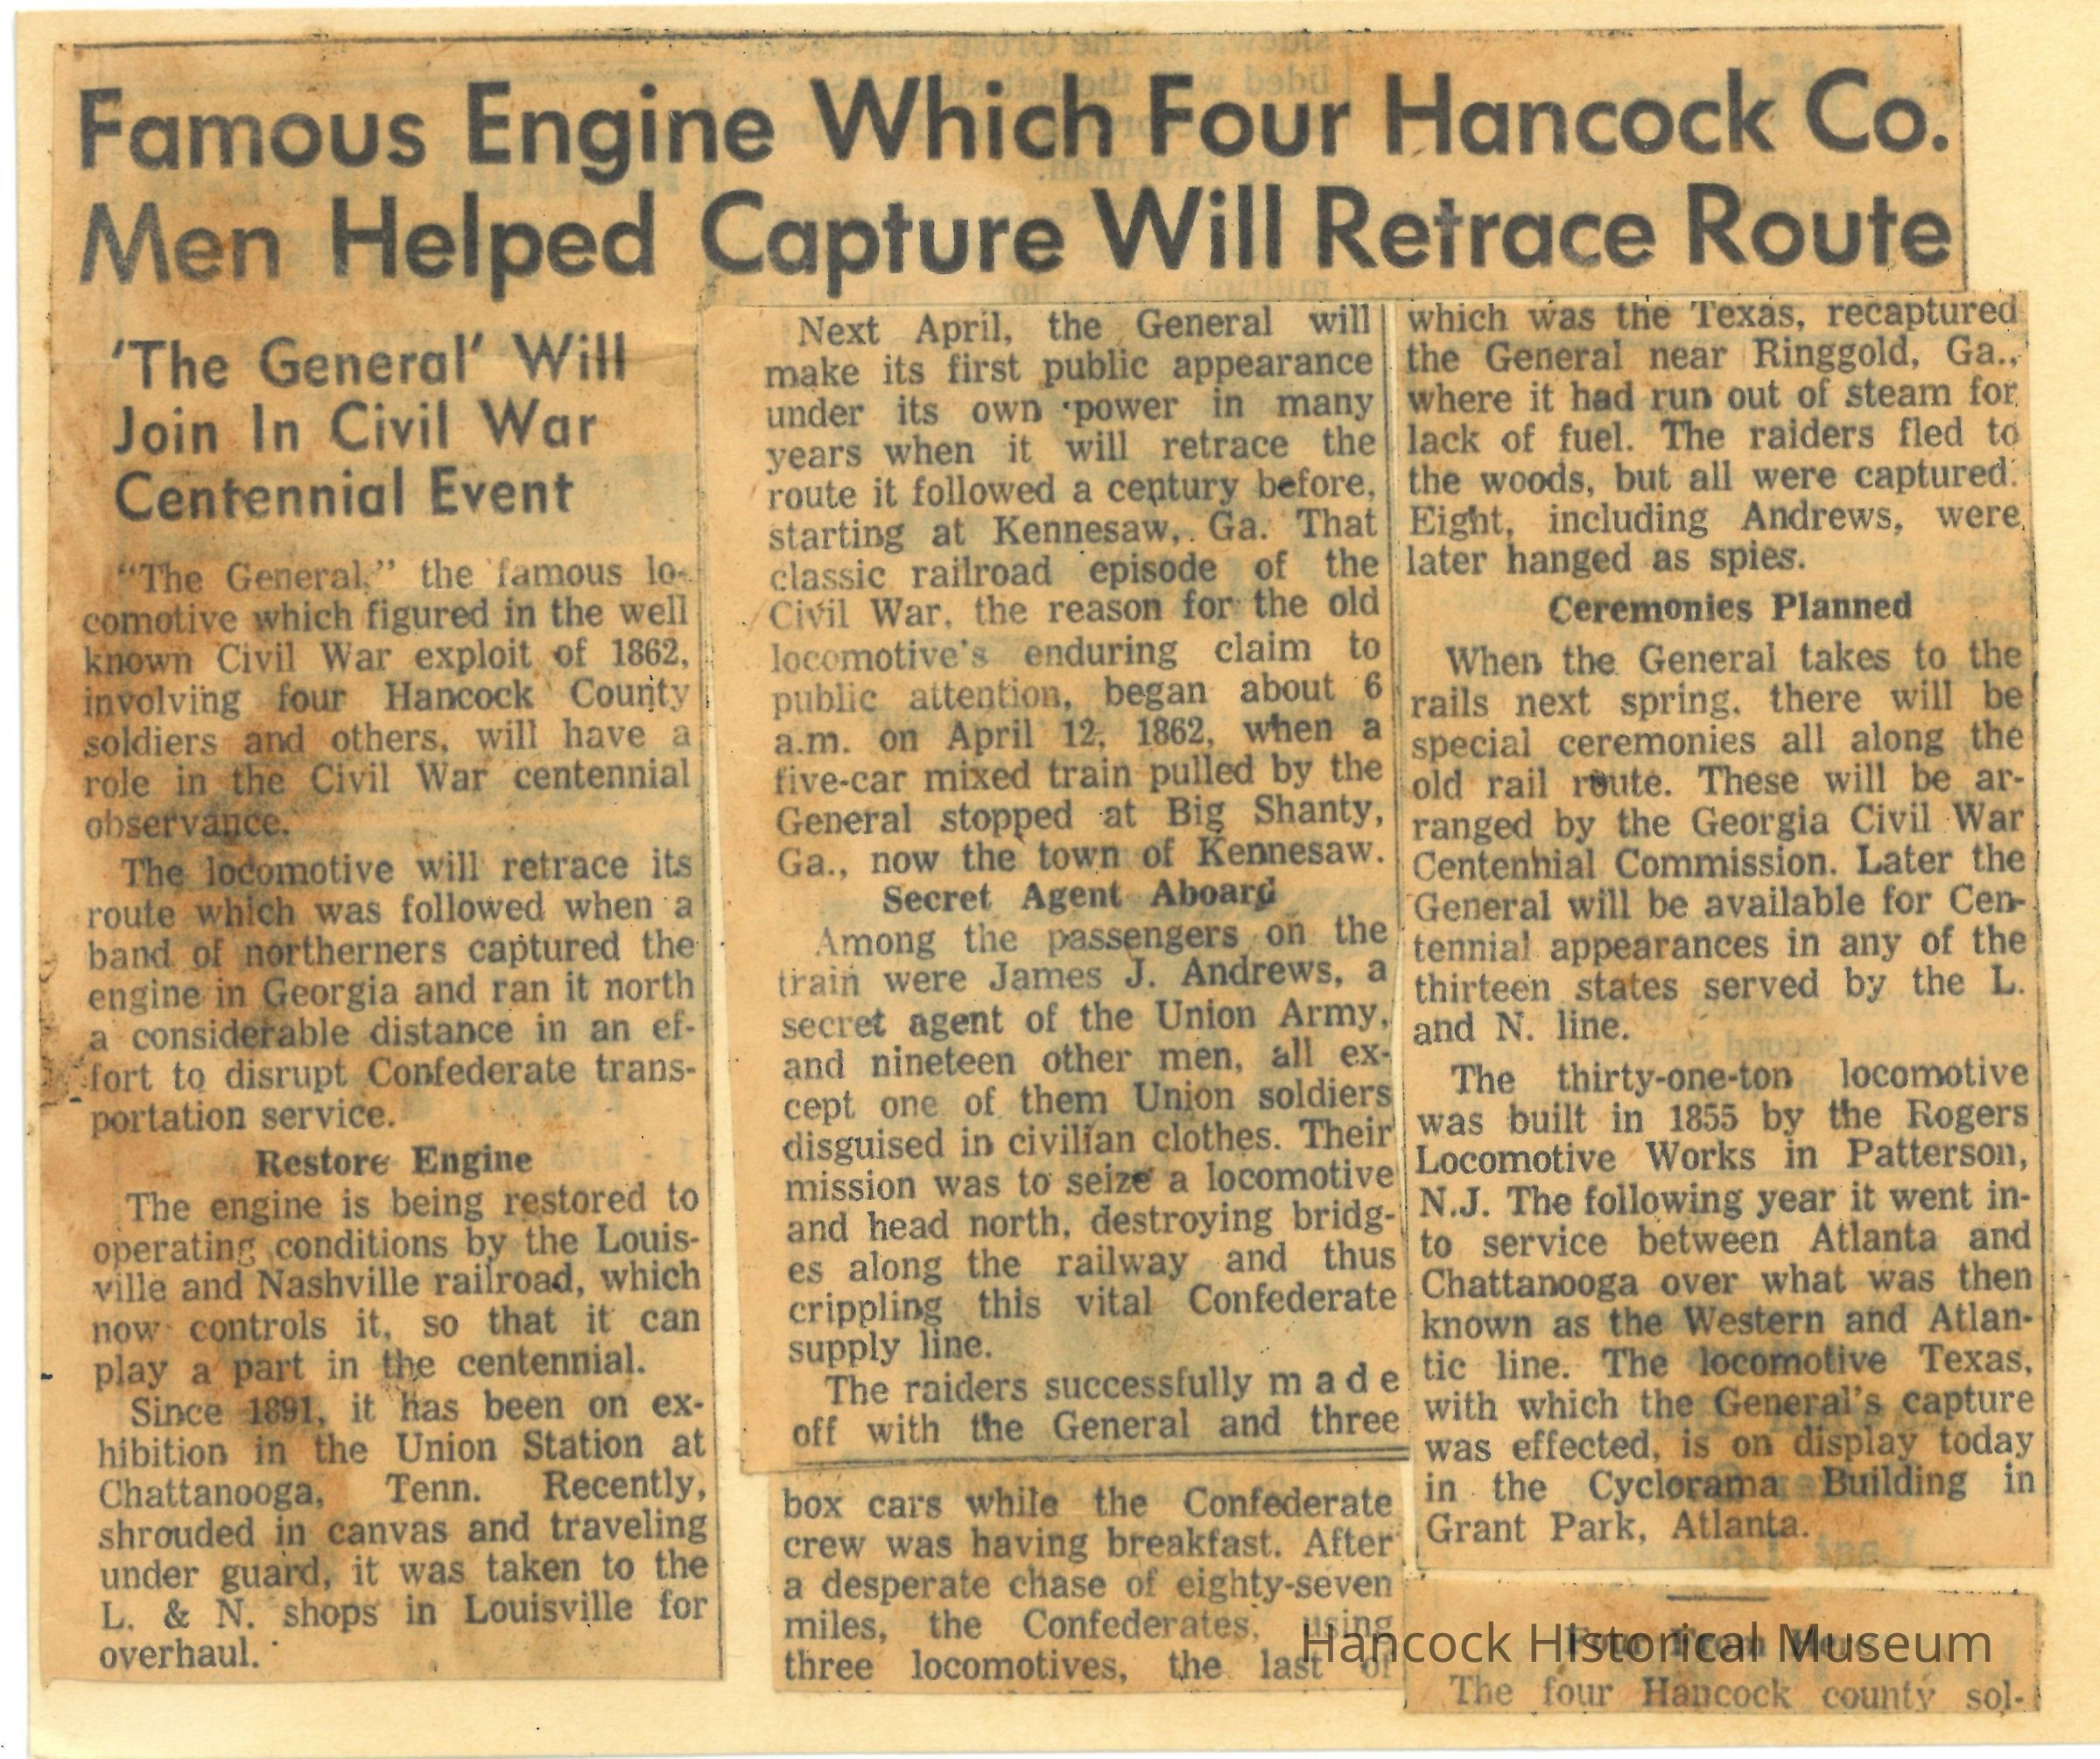 Famous Engine Which Four Hancock Co.
Men Helped Capture Will Retrace Route
'The General' Will
Join In Civil War
Centennial Event
"The General," the famous lo-
comotive which figured in the well
known Civil War exploit of 1862,
involving four Hancock County
soldiers and others, will have a
role in the Civil War centennial
observance.
The locomotive will retrace its
route which was followed when a
band of northerners captured the
engine in Georgia and ran it north
a considerable distance in an ef-
fort to disrupt Confederate trans-
portation service.
Restore Engine
The engine is being restored to
operating conditions by the Louis-
ville and Nashville railroad, which
now controls it, so that it can
play a part in the centennial.
Since 1891, it has been on ex-
hibition in the Union Station at
Chattanooga, Tenn. Recently,
shrouded in canvas and traveling
under guard, it was taken to the
L. & N. shops in Louisville for
overhaul.
Next April, the General will
make its first public appearance
under its own power in many
years when it will retrace the
route it followed a century before,
starting at Kennesaw, Ga. That
classic railroad episode of the
Civil War, the reason for the old
locomotive's enduring claim to
public attention, began about 6
a.m. on April 12, 1862, when a
five-car mixed train pulled by the
General stopped at Big Shanty,
Ga., now the town of Kennesaw.
Secret Agent Aboard
Among the passengers on the
train were James J. Andrews, a
secret agent of the Union Army,
and nineteen other men, all ex-
cept one of them Union soldiers
disguised in civilian clothes. Their
mission was to seize a locomotive
and head north, destroying bridg-
es along the railway and thus
crippling this vital Confederate
supply line.
The raiders successfully made
off with the General and three
box cars while the Confederate
crew was having breakfast. After
a desperate chase of eighty-seven
miles, the Confederates, using
three locomotives, the last of
which was the Texas, recaptured
the General near Ringgold, Ga.,
where it had run out of steam for
lack of fuel. The raiders fled to
the woods, but all were captured.
Eight, including Andrews, were
later hanged as spies.
Ceremonies Planned
When the General takes to the
rails next spring, there will be
special ceremonies all along the
old rail route. These will be ar-
ranged by the Georgia Civil War
Centennial Commission. Later the
General will be available for Cen-
tennial appearances in any of the
thirteen states served by the L.
and N. line.
The thirty-one-ton locomotive
was built in 1855 by the Rogers
Locomotive Works in Patterson,
N.J. The following year it went in-
to service between Atlanta and
Chattanooga over what was then
known as the Western and Atlan-
tic line. The locomotive Texas,
with which the General's capture
was effected, is on display today
in the Cyclorama Building in
Grant Park, Atlanta.
Four From
Hancock Historical Museum
The four Hancock county sol-